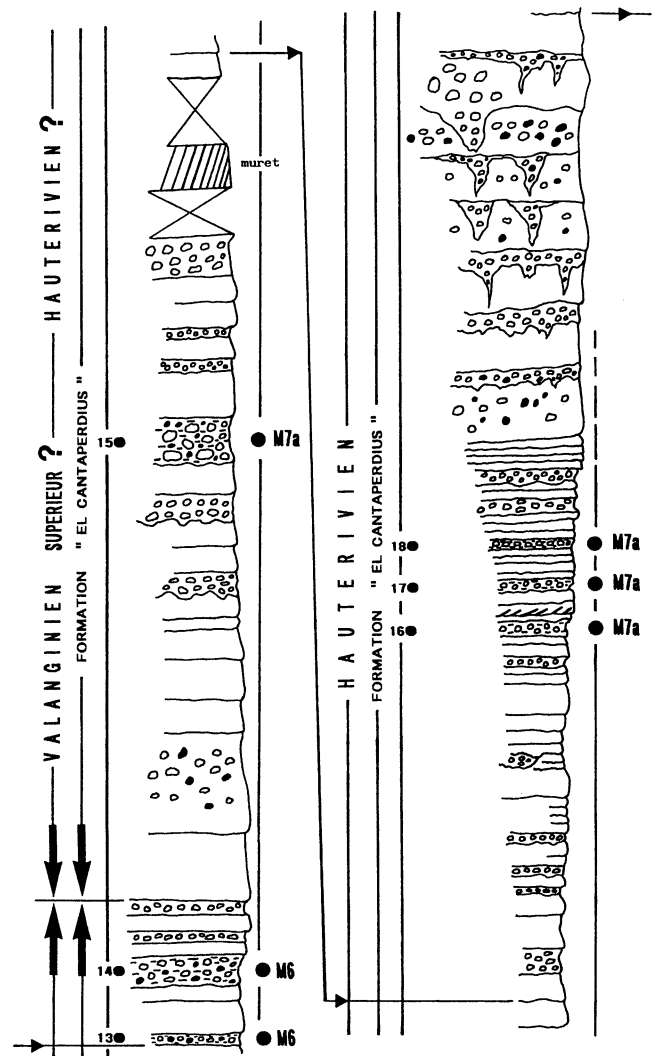 HAUTERIVIEN ?
VALANGINIEN SUPERIEUR ?
FORMATION " EL CANTAPERDIUS "
muret
15
M7a
14
M6
13
M6
HAUTERIVIEN
FORMATION " EL CANTAPERDIUS "
18
M7a
17
M7a
16
M7a